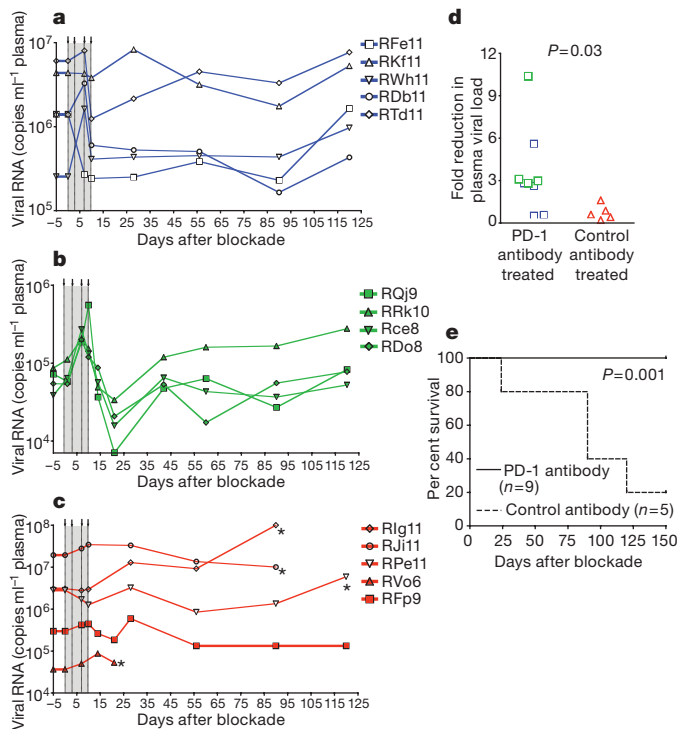 a
Viral RNA (copies ml⁻¹ plasma)
10⁷
10⁶
10⁵
−5 5 15 25 35 45 55 65 75 85 95 105 115 125
Days after blockade
RFe11
RKf11
RWh11
RDb11
RTd11
b
Viral RNA (copies ml⁻¹ plasma)
10⁶
10⁵
10⁴
−5 5 15 25 35 45 55 65 75 85 95 105 115 125
Days after blockade
RQj9
RRk10
Rce8
RDo8
c
Viral RNA (copies ml⁻¹ plasma)
10⁸
10⁷
10⁶
10⁵
10⁴
−5 5 15 25 35 45 55 65 75 85 95 105 115 125
Days after blockade
* * * *
RIg11
RJi11
RPe11
RVo6
RFp9
d
P=0.03
Fold reduction in
plasma viral load
12
9
6
3
0
PD-1
antibody
treated
Control
antibody
treated
e
P=0.001
Per cent survival
100
80
60
40
20
0
PD-1 antibody
(n=9)
Control antibody (n=5)
0 25 50 75 100 125 150
Days after blockade